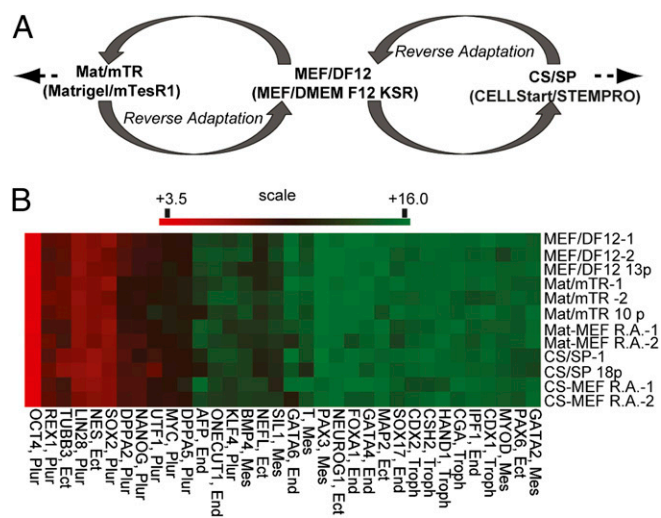 A
Mat/mTR
(Matrigel/mTesR1)
Reverse Adaptation
MEF/DF12
(MEF/DMEM F12 KSR)
Reverse Adaptation
CS/SP
(CELLStart/STEMPRO)
B
+3.5
scale
+16.0
MEF/DF12-1
MEF/DF12-2
MEF/DF12 13p
Mat/mTR-1
Mat/mTR -2
Mat/mTR 10 p
Mat-MEF R.A.-1
Mat-MEF R.A.-2
CS/SP-1
CS/SP 18p
CS-MEF R.A.-1
CS-MEF R.A.-2
OCT4, Plur
REX1, Plur
TUBB3, Ect
LIN28, Plur
NES, Ect
SOX2, Plur
DPPA2, Plur
NANOG, Plur
UTF1, Plur
MYC, Plur
DPPA5, Plur
AFP, End
ONECUT1, End
KLF4, Plur
BMP4, Mes
NEFL, Ect
SIL1, Mes
GATA6, End
T, Mes
PAX3, Mes
NEUROG1, Ect
FOXA1, End
GATA4, End
MAP2, Ect
SOX17, End
CDX2, Troph
CSH2, Troph
HAND1, Troph
CGA, Troph
IPF1, End
CDX1, Troph
MYOD, Mes
PAX6, Ect
GATA2, Mes